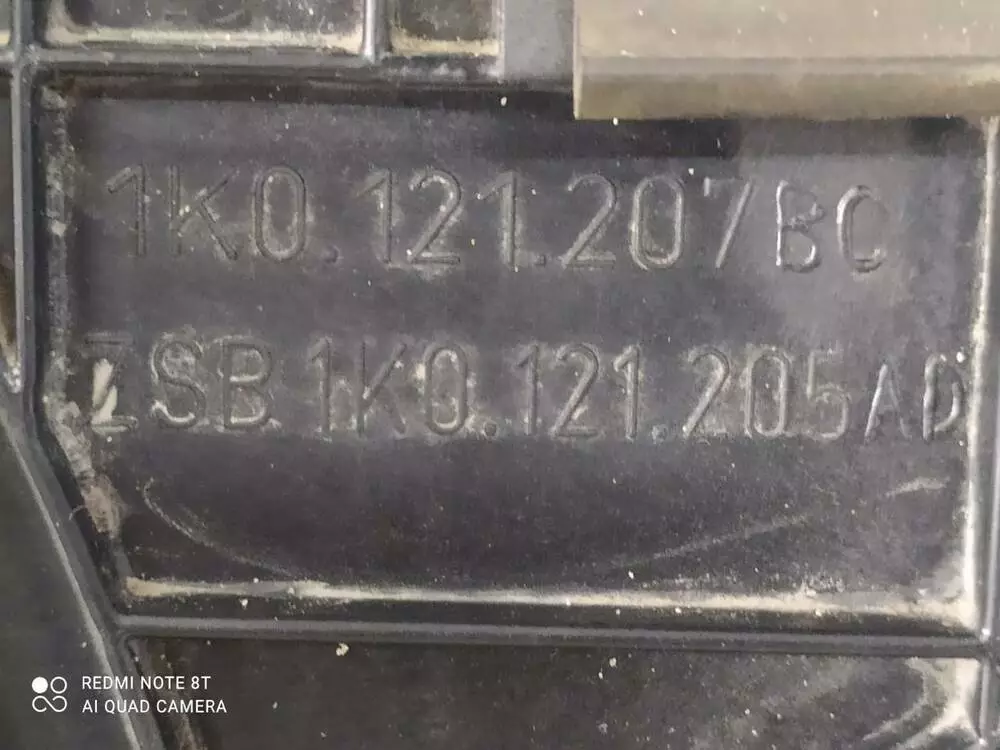 1K0.121.207BC
ZSB 1K0.121.205AD
REDMI NOTE 8T
AI QUAD CAMERA